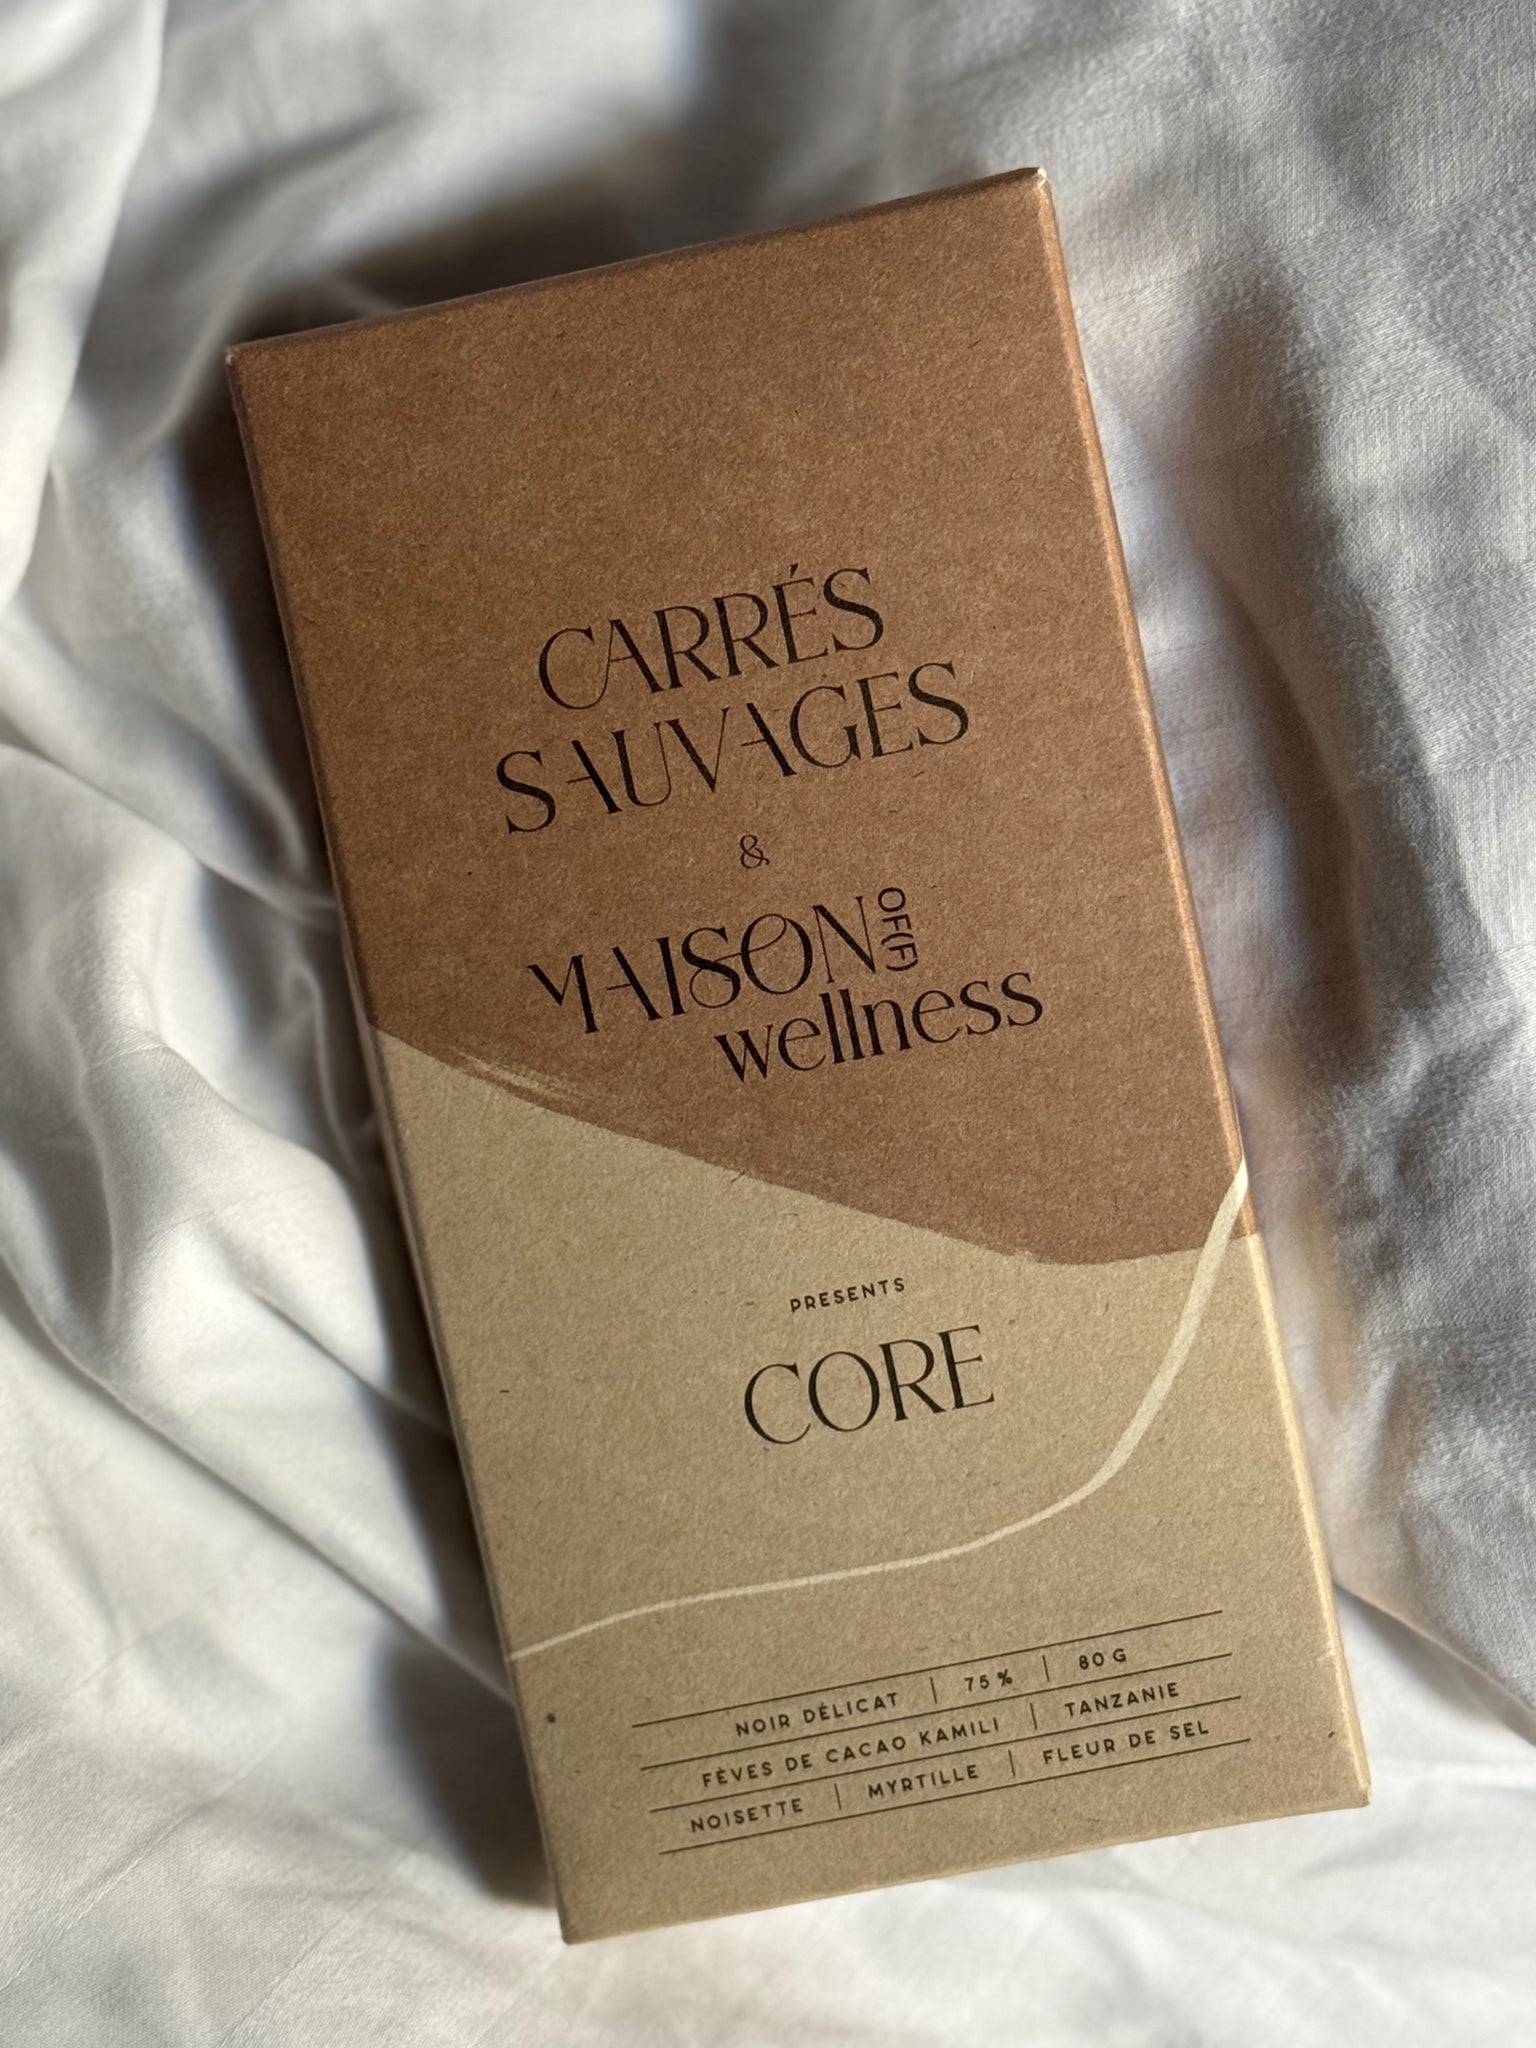 CARRÉS
SAUVAGES
&
MAISON OF(F)
wellness
PRESENTS
CORE
NOIR DÉLICAT | 75% | 80 G
FÈVES DE CACAO KAMILI | TANZANIE
NOISETTE | MYRTILLE | FLEUR DE SEL